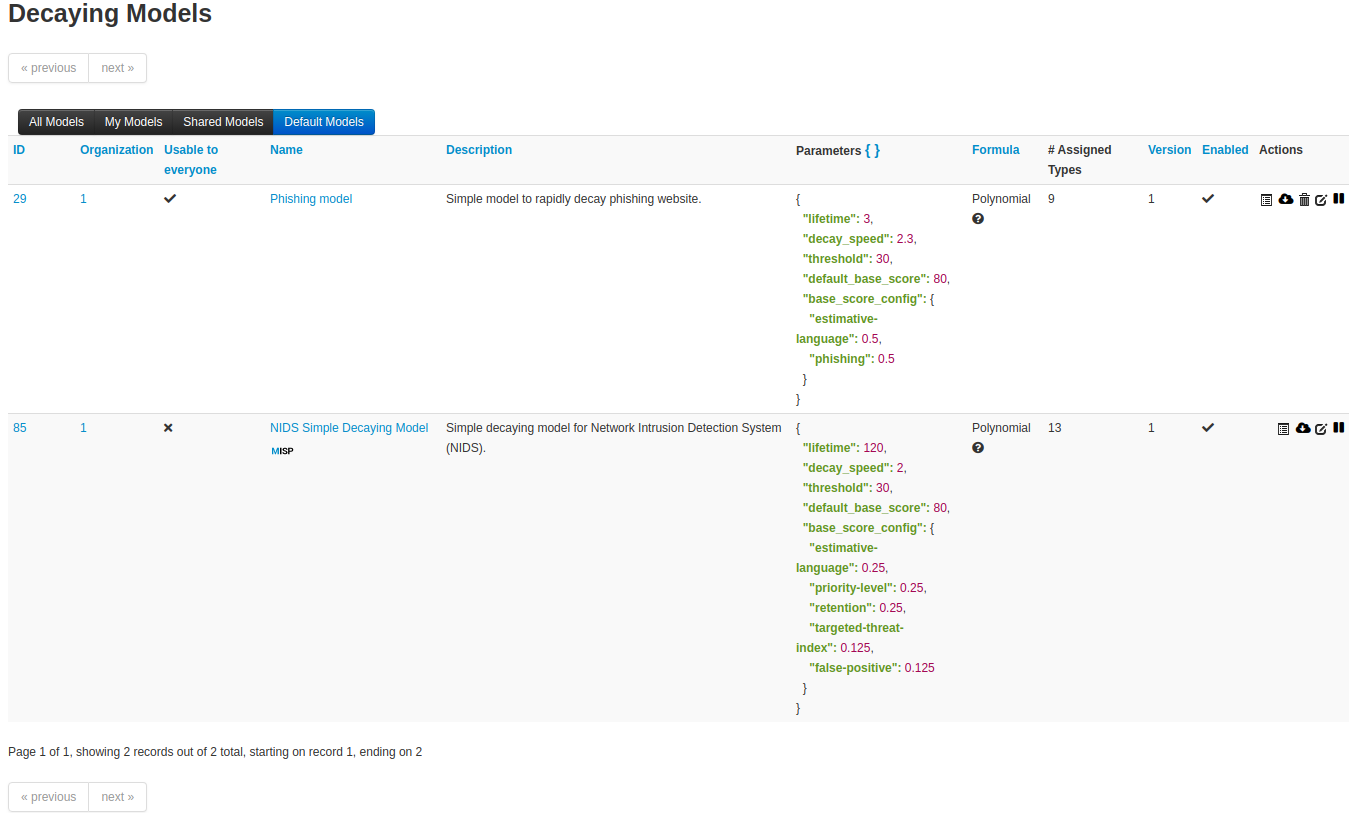 Decaying Models
« previous next »
All Models My Models Shared Models Default Models
ID Organization Usable to everyone Name Description Parameters { } Formula # Assigned Types Version Enabled Actions
29 1 Phishing model Simple model to rapidly decay phishing website. { Polynomial 9 1
"lifetime": 3,
"decay_speed": 2.3,
"threshold": 30,
"default_base_score": 80,
"base_score_config": {
"estimative-
language": 0.5,
"phishing": 0.5
}
}
85 1 NIDS Simple Decaying Model Simple decaying model for Network Intrusion Detection System { Polynomial 13 1
MISP (NIDS). "lifetime": 120,
"decay_speed": 2,
"threshold": 30,
"default_base_score": 80,
"base_score_config": {
"estimative-
language": 0.25,
"priority-level": 0.25,
"retention": 0.25,
"targeted-threat-
index": 0.125,
"false-positive": 0.125
}
}
Page 1 of 1, showing 2 records out of 2 total, starting on record 1, ending on 2
« previous next »